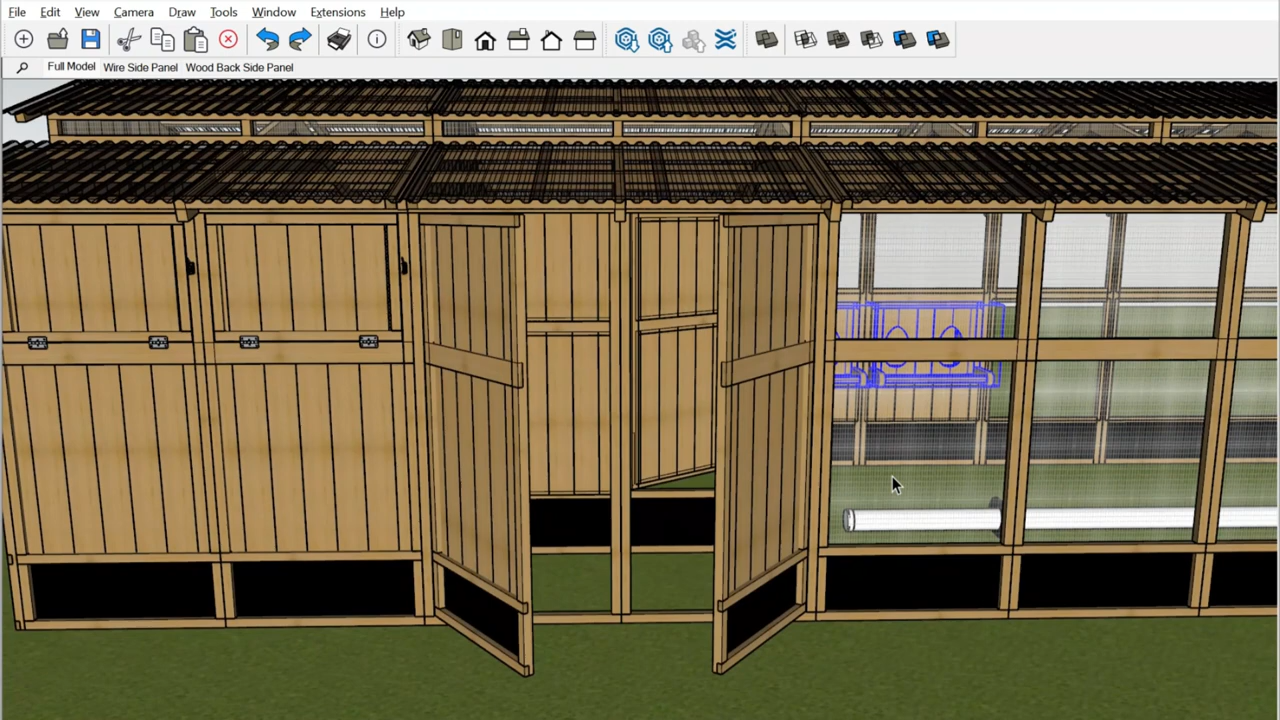 File Edit View Camera Draw Tools Window Extensions Help
Full Model Wire Side Panel Wood Back Side Panel